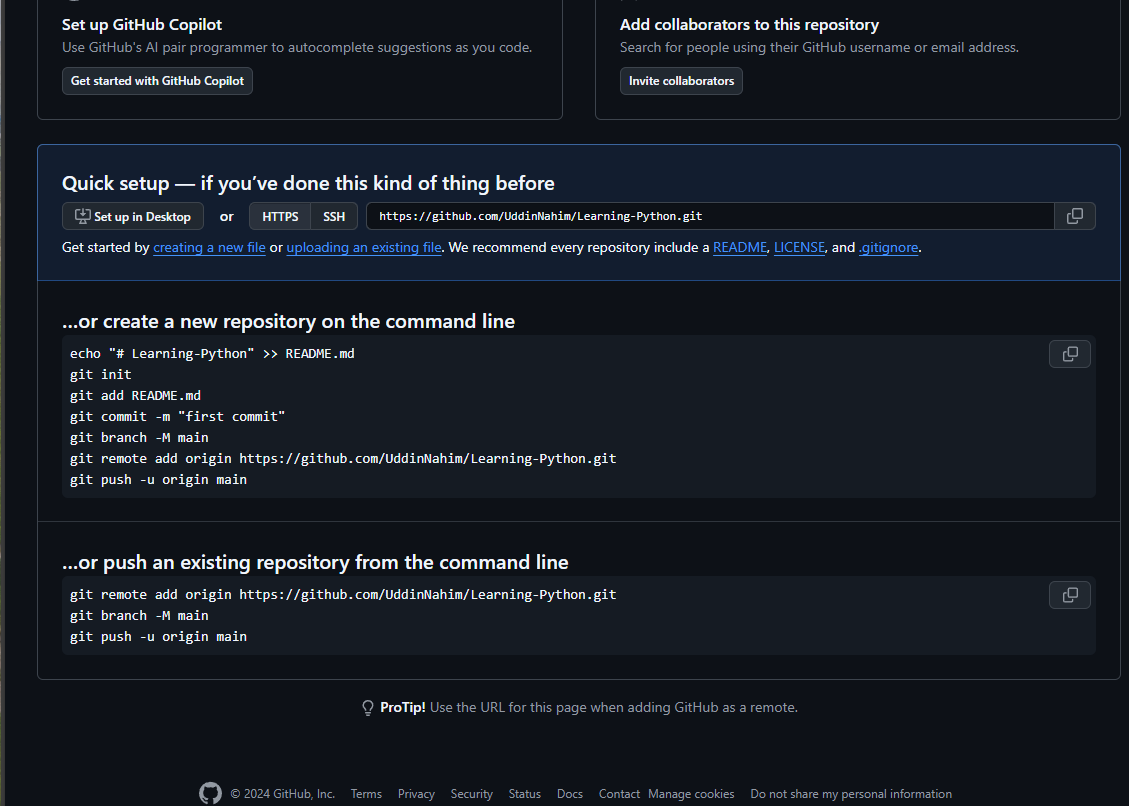 Set up GitHub Copilot
Use GitHub's AI pair programmer to autocomplete suggestions as you code.
Get started with GitHub Copilot
Add collaborators to this repository
Search for people using their GitHub username or email address.
Invite collaborators
Quick setup — if you’ve done this kind of thing before
Set up in Desktop or HTTPS SSH https://github.com/UddinNahim/Learning-Python.git
Get started by creating a new file or uploading an existing file. We recommend every repository include a README, LICENSE, and .gitignore.
…or create a new repository on the command line
echo "# Learning-Python" >> README.md
git init
git add README.md
git commit -m "first commit"
git branch -M main
git remote add origin https://github.com/UddinNahim/Learning-Python.git
git push -u origin main
…or push an existing repository from the command line
git remote add origin https://github.com/UddinNahim/Learning-Python.git
git branch -M main
git push -u origin main
ProTip! Use the URL for this page when adding GitHub as a remote.
© 2024 GitHub, Inc. Terms Privacy Security Status Docs Contact Manage cookies Do not share my personal information